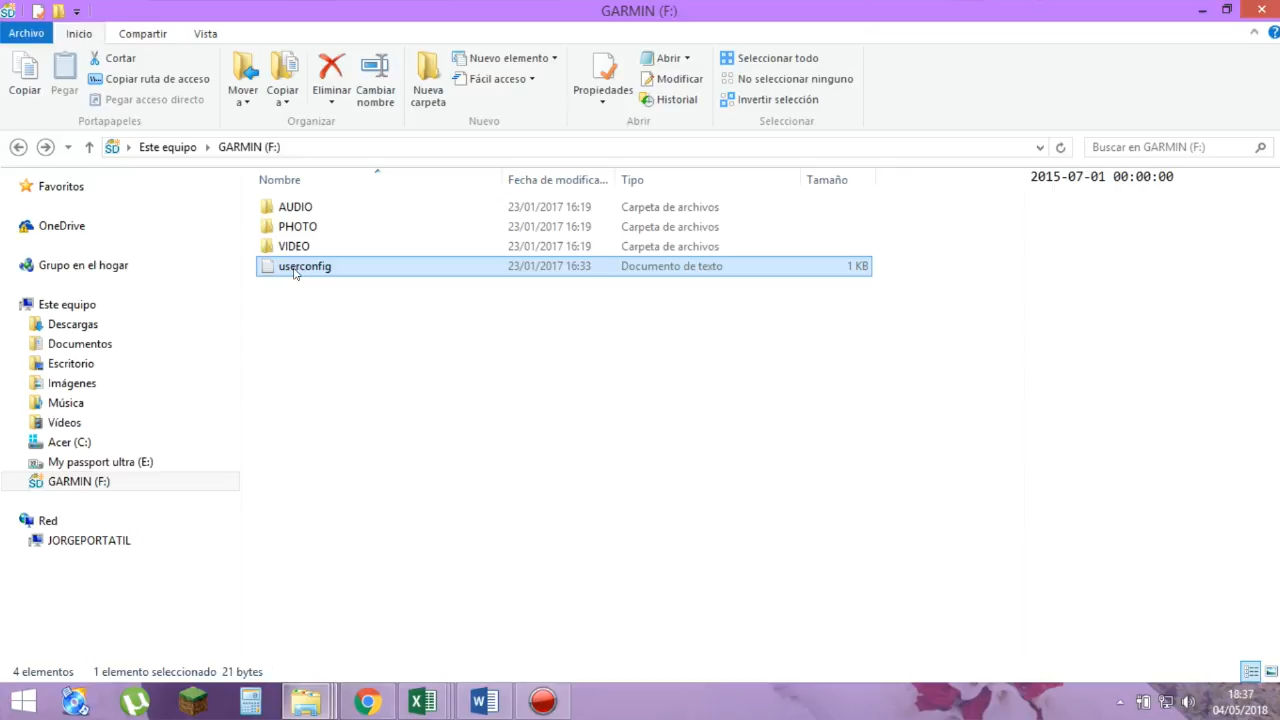 GARMIN (F:)
Archivo Inicio Compartir Vista
Copiar
Pegar
Cortar
Copiar ruta de acceso
Pegar acceso directo
Portapapeles
Mover a
Copiar a
Eliminar
Cambiar nombre
Organizar
Nueva carpeta
Nuevo elemento
Fácil acceso
Nuevo
Propiedades
Abrir
Modificar
Historial
Abrir
Seleccionar todo
No seleccionar ninguno
Invertir selección
Seleccionar
Este equipo GARMIN (F:)
Buscar en GARMIN (F:)
Favoritos
OneDrive
Grupo en el hogar
Este equipo
Descargas
Documentos
Escritorio
Imágenes
Música
Vídeos
Acer (C:)
My passport ultra (E:)
GARMIN (F:)
Red
JORGEPORTATIL
Nombre Fecha de modifica... Tipo Tamaño
AUDIO 23/01/2017 16:19 Carpeta de archivos
PHOTO 23/01/2017 16:19 Carpeta de archivos
VIDEO 23/01/2017 16:19 Carpeta de archivos
userconfig 23/01/2017 16:33 Documento de texto 1 KB
2015-07-01 00:00:00
4 elementos 1 elemento seleccionado 21 bytes
18:37
04/05/2018